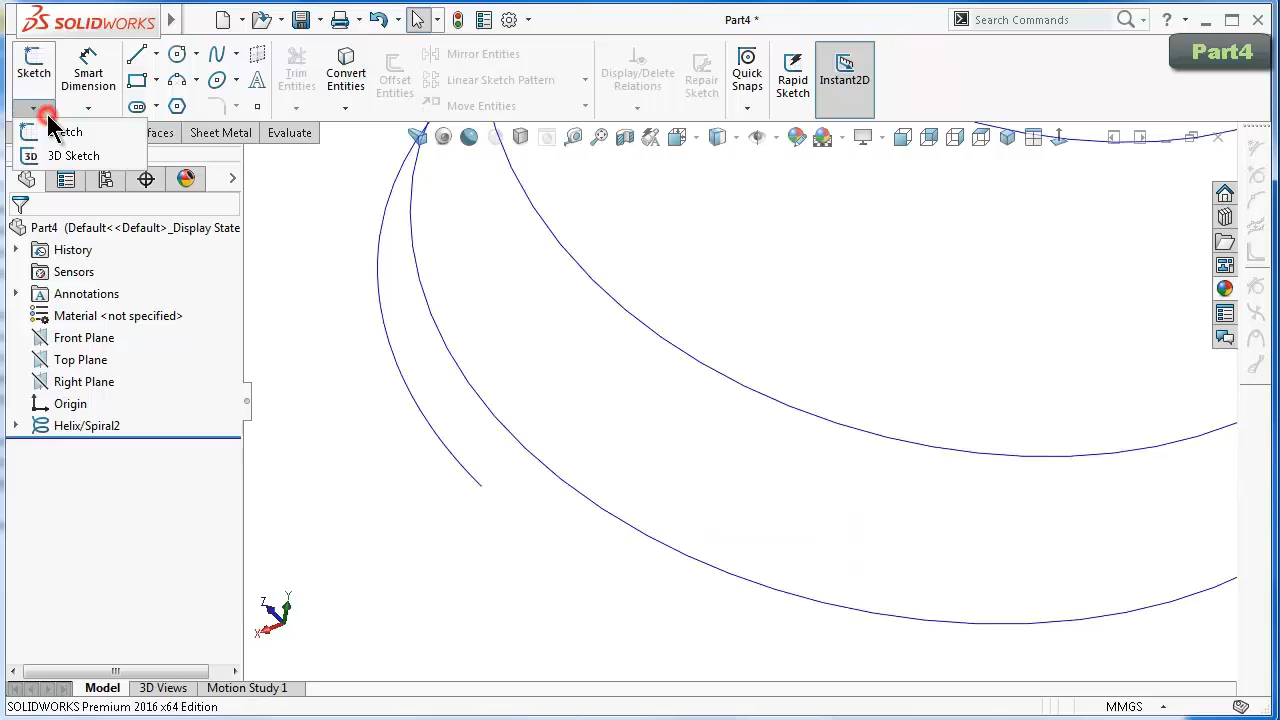 SOLIDWORKS
Part4 *
Search Commands
?
Part4
Sketch
Smart Dimension
Trim Entities
Convert Entities
Offset Entities
Mirror Entities
Linear Sketch Pattern
Move Entities
Display/Delete Relations
Repair Sketch
Quick Snaps
Rapid Sketch
Instant2D
3D Sketch
Sheet Metal
Evaluate
Part4 (Default<<Default>_Display State
History
Sensors
Annotations
Material <not specified>
Front Plane
Top Plane
Right Plane
Origin
Helix/Spiral2
Y
Z
X
Model
3D Views
Motion Study 1
SOLIDWORKS Premium 2016 x64 Edition
MMGS